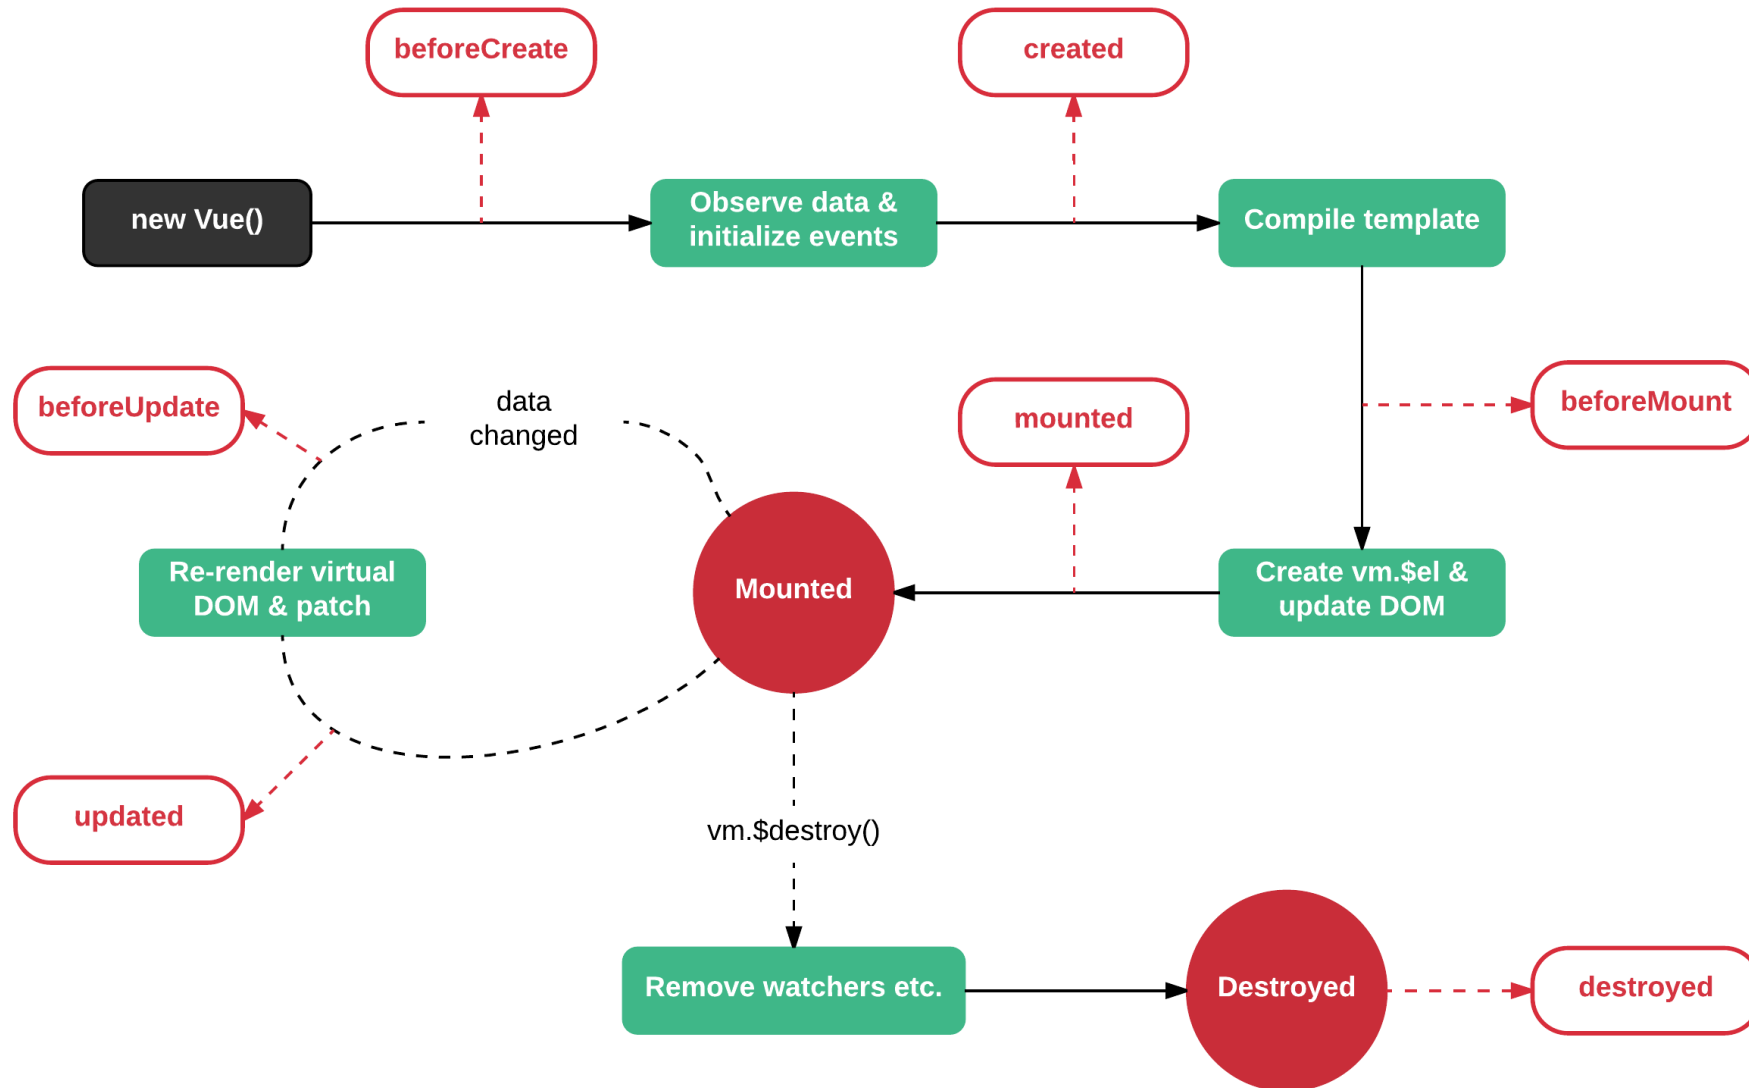 beforeCreate
created
new Vue()
Observe data &
initialize events
Compile template
beforeUpdate
data
changed
mounted
beforeMount
Re-render virtual
DOM & patch
Mounted
Create vm.$el &
update DOM
updated
vm.$destroy()
Remove watchers etc.
Destroyed
destroyed